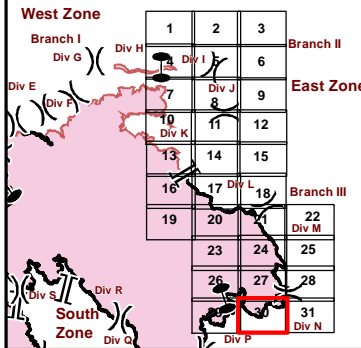 West Zone
Branch I
Div G
Div H
Div I
Div E
Div F
Div J
Div K
Branch II
East Zone
1 2 3
4 5 6
7 8 9
10 11 12
13 14 15
16 17 Div L 18 Branch III
19 20 21 22
Div M
23 24 25
26 27 28
29 30 31
Div N
Div S
Div R
South
Zone
Div Q
Div P